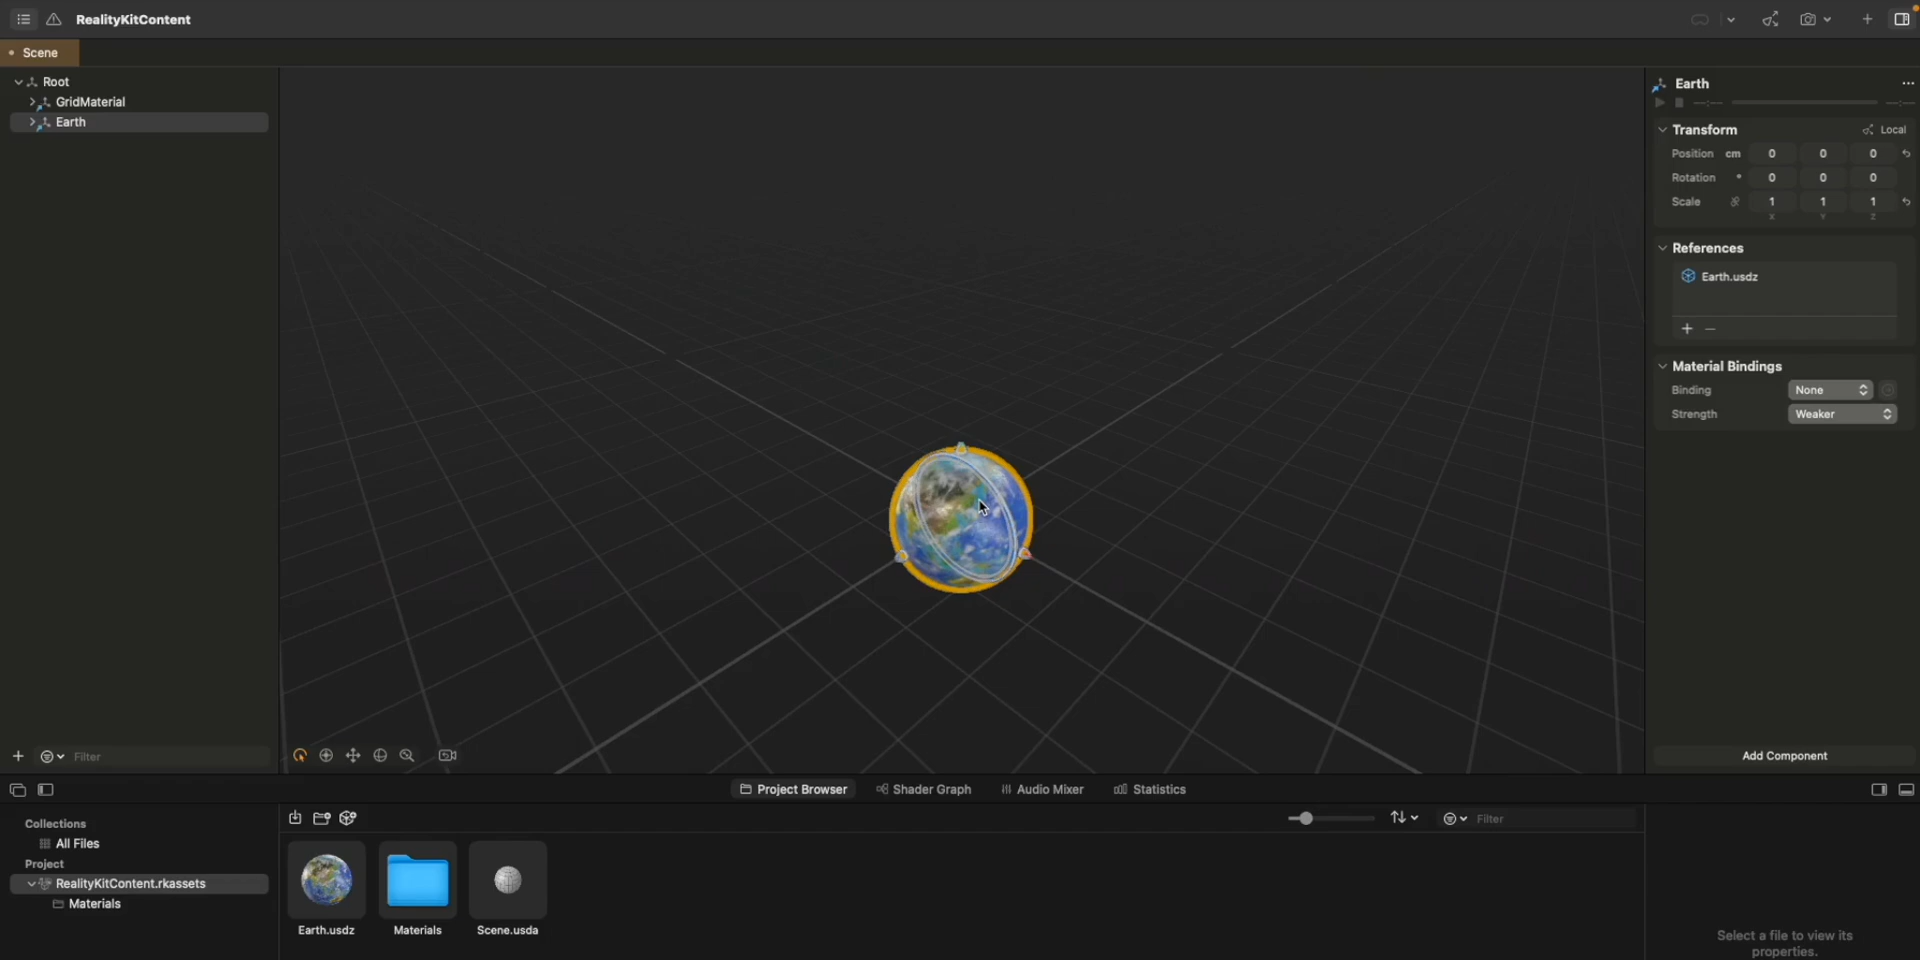 RealityKitContent
Scene
Root
GridMaterial
Earth
Filter
Earth
--:-- --:--
Transform Local
Position cm 0 0 0
Rotation ° 0 0 0
Scale 1 1 1
X Y Z
References
Earth.usdz
Material Bindings
Binding None
Strength Weaker
Add Component
Project Browser Shader Graph Audio Mixer Statistics
Collections
All Files
Project
RealityKitContent.rkassets
Materials
Filter
Earth.usdz Materials Scene.usda
Select a file to view its
properties.